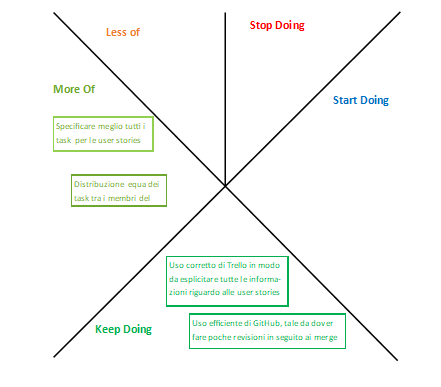 Less of
Stop Doing
More Of
Start Doing
Specificare meglio tutti i
task per le user stories
Distribuzione equa dei
task tra i membri del
Uso corretto di Trello in modo
da esplicitare tutte le informa-
zioni riguardo alle user stories
Keep Doing
Uso efficiente di GitHub, tale da dover
fare poche revisioni in seguito ai merge